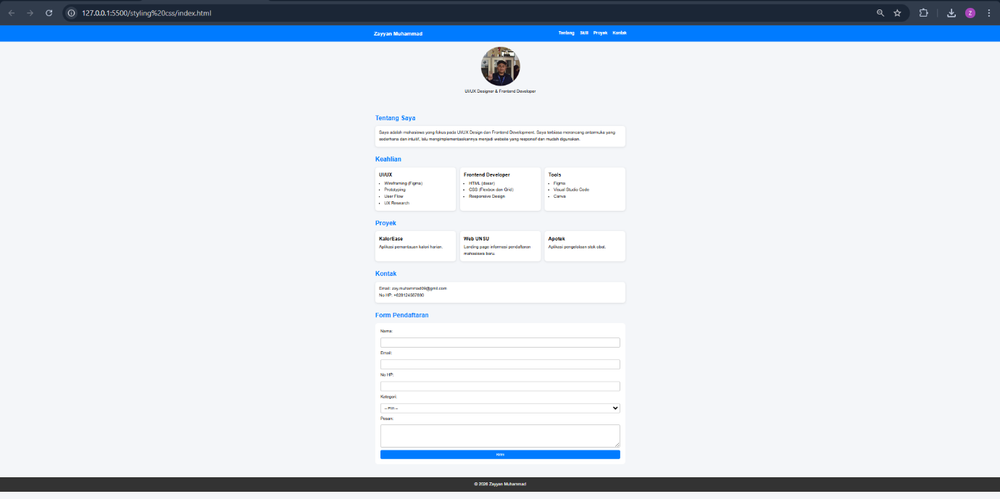 127.0.0.1:5500/styling%20css/index.html
Z
Zayyan Muhammad
Tentang Skill Proyek Kontak
UI/UX Designer & Frontend Developer
Tentang Saya
Saya adalah mahasiswa yang fokus pada UI/UX Design dan Frontend Development. Saya terbiasa merancang antarmuka yang
sederhana dan intuitif, lalu mengimplementasikannya menjadi website yang responsif dan mudah digunakan.
Keahlian
UI/UX
• Wireframing (Figma)
• Prototyping
• User Flow
• UX Research
Frontend Developer
• HTML (dasar)
• CSS (Flexbox dan Grid)
• Responsive Design
Tools
• Figma
• Visual Studio Code
• Canva
Proyek
KalorEase
Aplikasi pemantauan kalori harian.
Web UNSU
Landing page informasi pendaftaran
mahasiswa baru.
Apotek
Aplikasi pengelolaan stok obat.
Kontak
Email: zay.muhammad09@gmil.com
No HP: +628124567890
Form Pendaftaran
Nama:
Email:
No HP:
Kategori:
-- Pilih --
Pesan:
Kirim
© 2026 Zayyan Muhammad